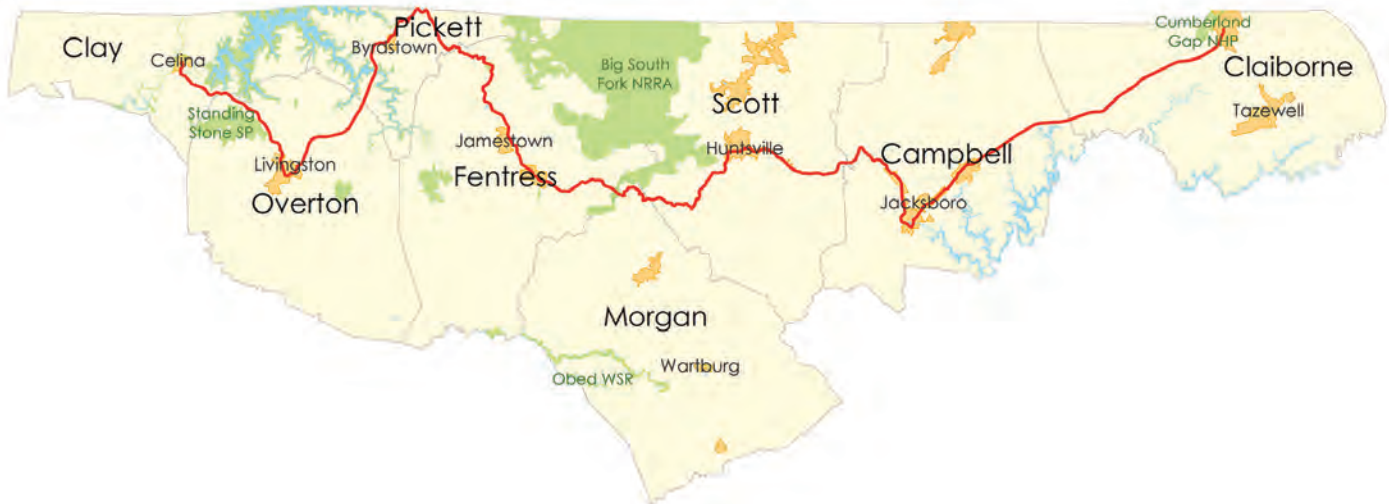 Clay
Celina
Pickett
Byrastown
Standing
Stone SP
Livingston
Overton
Jamestown
Fentress
Big South
Fork NRRA
Scott
Huntsville
Morgan
Wartburg
Obed WSR
Campbell
Jacksboro
Cumberland
Gap NHP
Claiborne
Tazewell